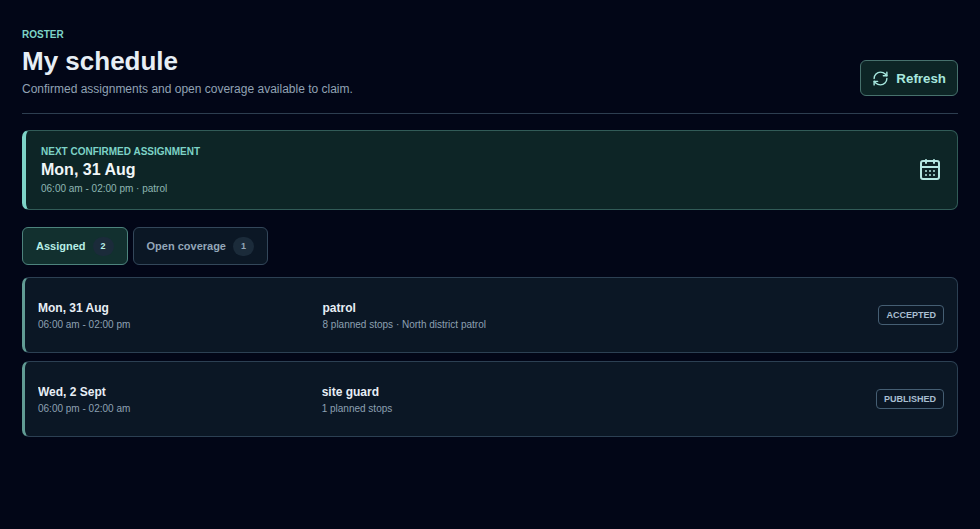 ROSTER
My schedule
Confirmed assignments and open coverage available to claim.
Refresh
NEXT CONFIRMED ASSIGNMENT
Mon, 31 Aug
06:00 am - 02:00 pm · patrol
Assigned 2
Open coverage 1
Mon, 31 Aug
06:00 am - 02:00 pm
patrol
8 planned stops · North district patrol
ACCEPTED
Wed, 2 Sept
06:00 pm - 02:00 am
site guard
1 planned stops
PUBLISHED